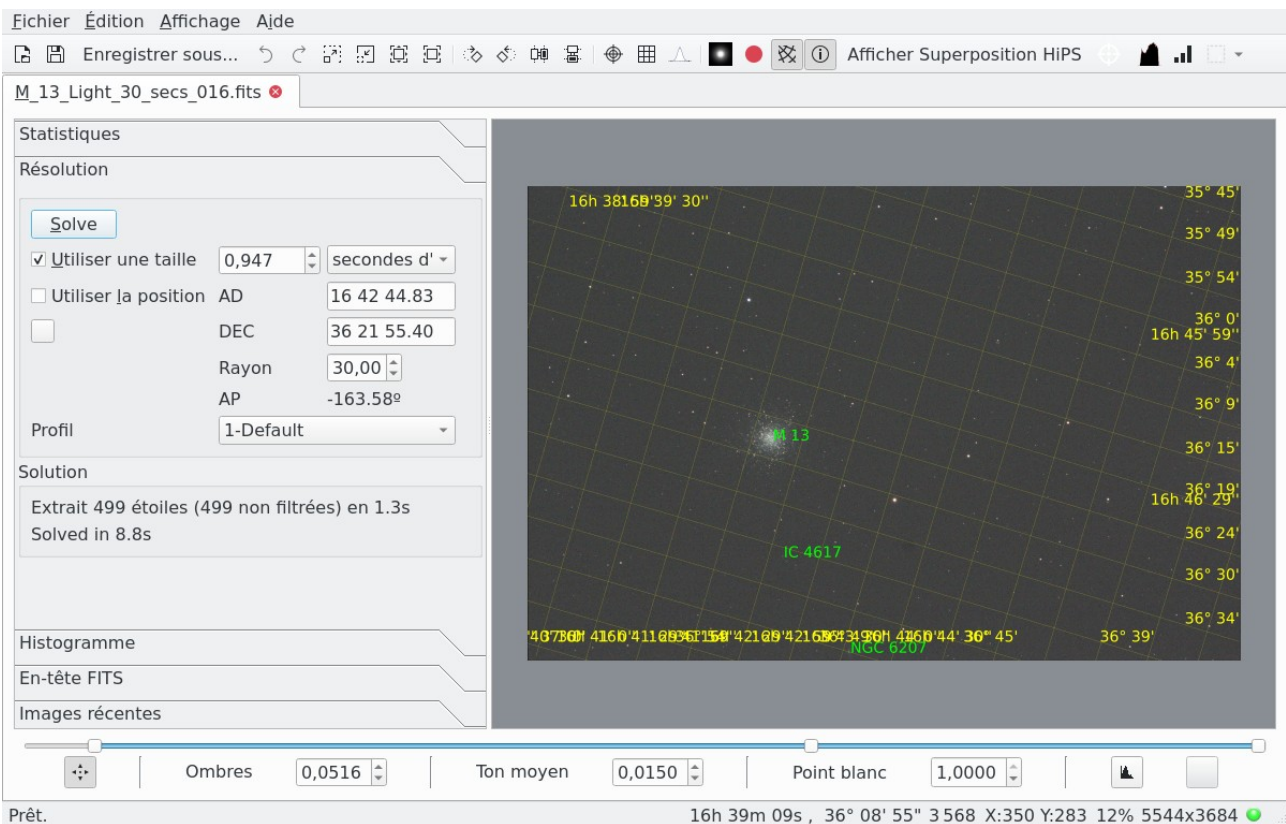 Fichier Édition Affichage Ajde
Enregistrer sous... Afficher Superposition HiPS
M_13_Light_30_secs_016.fits
Statistiques
Résolution
Solve
Utiliser une taille 0,947 secondes d'
Utiliser la position AD 16 42 44.83
DEC 36 21 55.40
Rayon 30,00
AP -163.58º
Profil 1-Default
Solution
Extrait 499 étoiles (499 non filtrées) en 1.3s
Solved in 8.8s
Histogramme
En-tête FITS
Images récentes
39' 30''
35° 45'
35° 49'
35° 54'
36° 0'
16h 45' 59''
36° 4'
36° 9'
M 13
36° 15'
36° 19'
16h 46' 29''
36° 24'
IC 4617
36° 30'
36° 34'
45'
36° 39'
NGC 6207
Ombres 0,0516 Ton moyen 0,0150 Point blanc 1,0000
Prêt. 16h 39m 09s , 36° 08' 55" 3 568 X:350 Y:283 12% 5544x3684